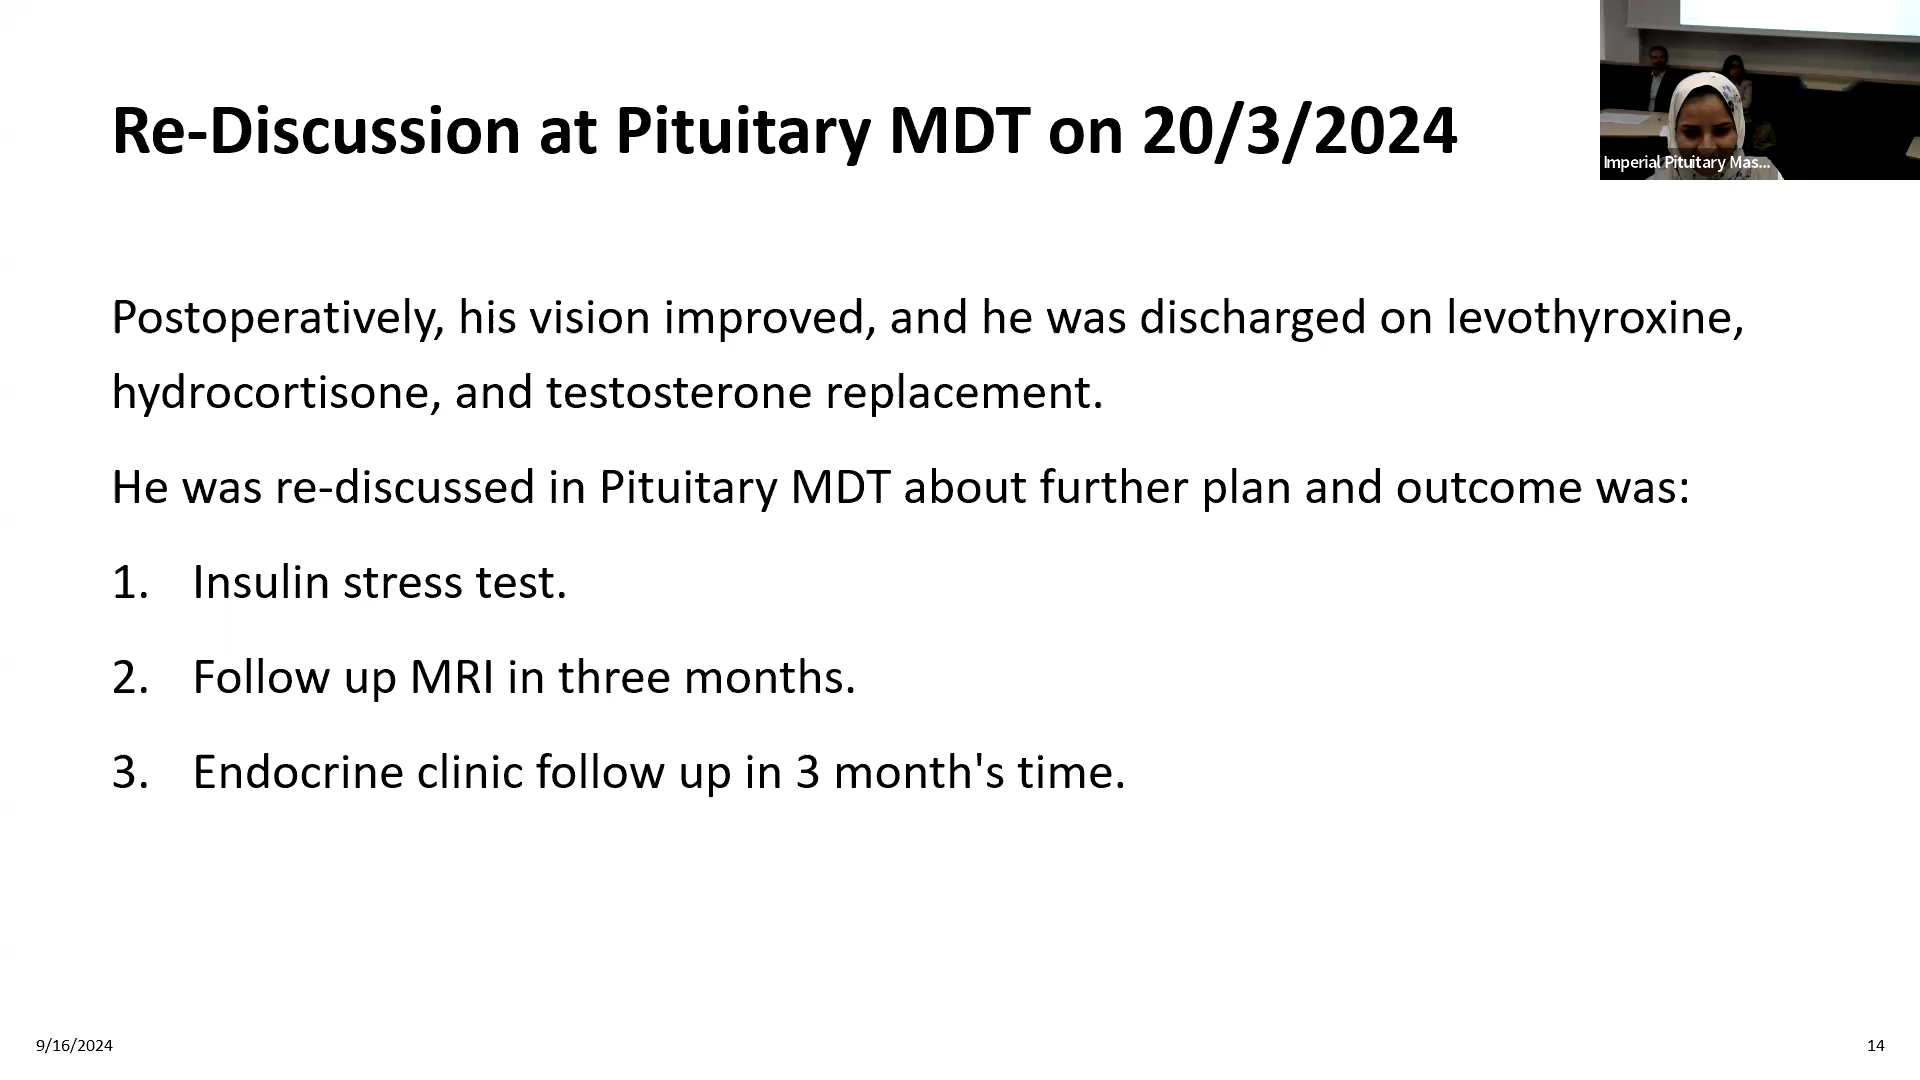 Re-Discussion at Pituitary MDT on 20/3/2024
Imperial Pituitary Mas...
Postoperatively, his vision improved, and he was discharged on levothyroxine,
hydrocortisone, and testosterone replacement.
He was re-discussed in Pituitary MDT about further plan and outcome was:
1. Insulin stress test.
2. Follow up MRI in three months.
3. Endocrine clinic follow up in 3 month's time.
9/16/2024
14